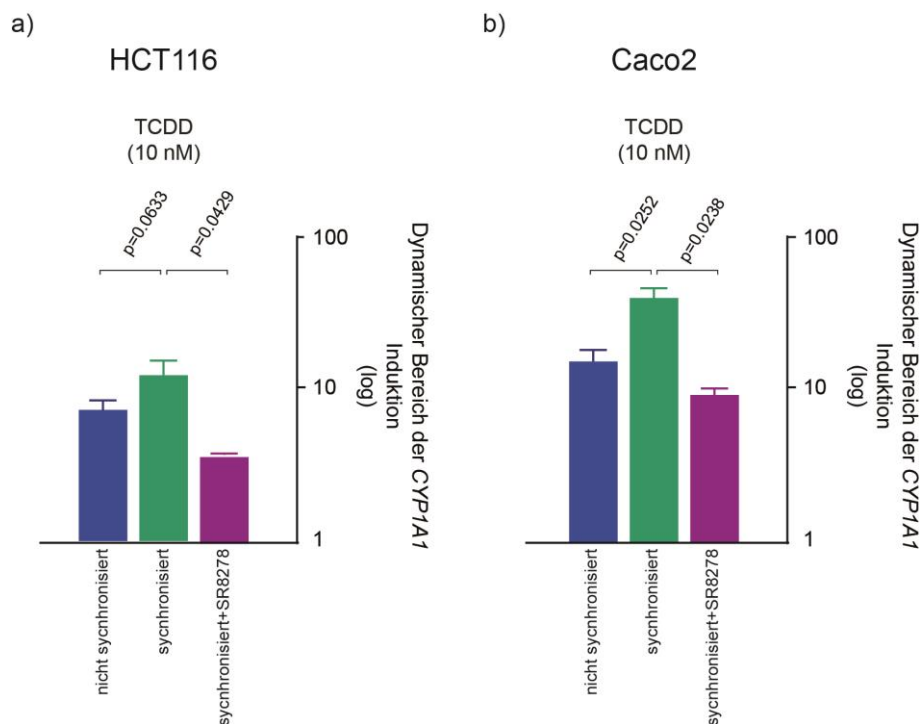 a)
HCT116
TCDD
(10 nM)
p=0.0633
p=0.0429
100
10
1
Dynamischer Bereich der CYP1A1
Induktion
(log)
nicht sycnhronisiert
sycnhronisiert
sycnhronisiert+SR8278
b)
Caco2
TCDD
(10 nM)
p=0.0252
p=0.0238
100
10
1
Dynamischer Bereich der CYP1A1
Induktion
(log)
nicht sycnhronisiert
sycnhronisiert
sycnhronisiert+SR8278